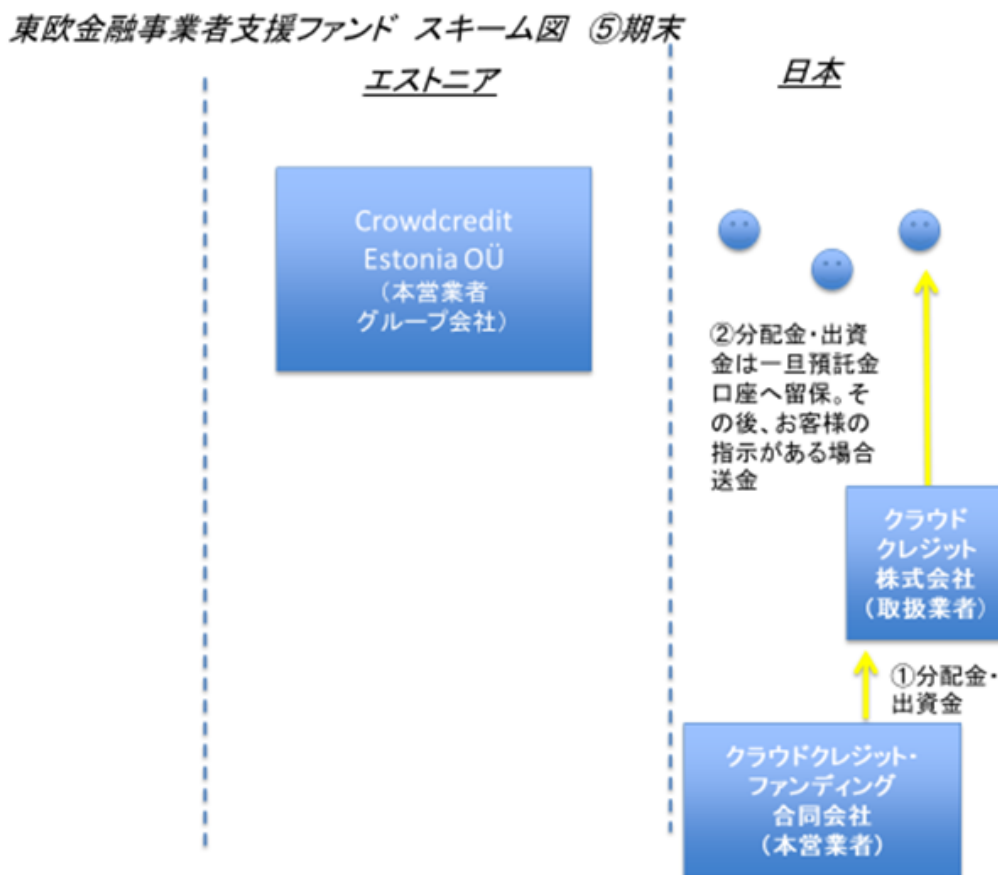 東欧金融事業者支援ファンド スキーム図 ⑤期末
エストニア
日本
Crowdcredit
Estonia OÜ
（本営業者
グループ会社）
②分配金・出資
金は一旦預託金
口座へ留保。そ
の後、お客様の
指示がある場合
送金
クラウド
クレジット
株式会社
（取扱業者）
①分配金・
出資金
クラウドクレジット・
ファンディング
合同会社
（本営業者）